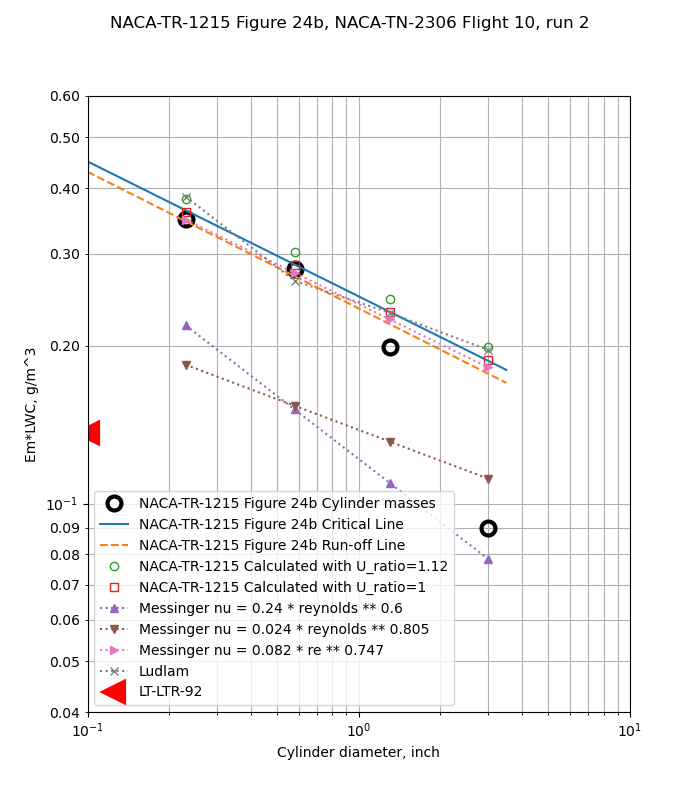 NACA-TR-1215 Figure 24b, NACA-TN-2306 Flight 10, run 2
0.60
0.50
0.40
0.30
0.20
10⁻¹
0.09
0.08
0.07
0.06
0.05
0.04
Em*LWC, g/m^3
NACA-TR-1215 Figure 24b Cylinder masses
NACA-TR-1215 Figure 24b Critical Line
NACA-TR-1215 Figure 24b Run-off Line
NACA-TR-1215 Calculated with U_ratio=1.12
NACA-TR-1215 Calculated with U_ratio=1
Messinger nu = 0.24 * reynolds ** 0.6
Messinger nu = 0.024 * reynolds ** 0.805
Messinger nu = 0.082 * re ** 0.747
Ludlam
LT-LTR-92
10⁻¹ 10⁰ 10¹
Cylinder diameter, inch